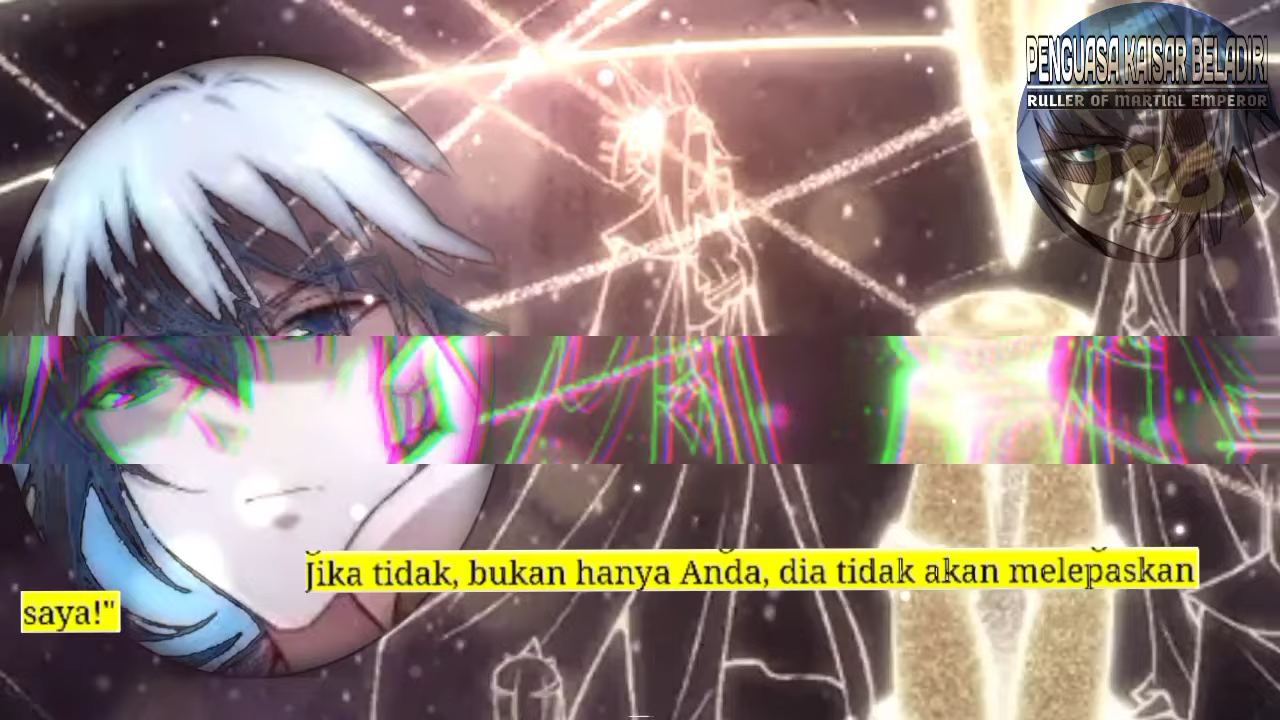 PENGUASA KAISAR BELADIRI
RULLER OF MARTIAL EMPEROR
Jika tidak, bukan hanya Anda, dia tidak akan melepaskan
saya!"